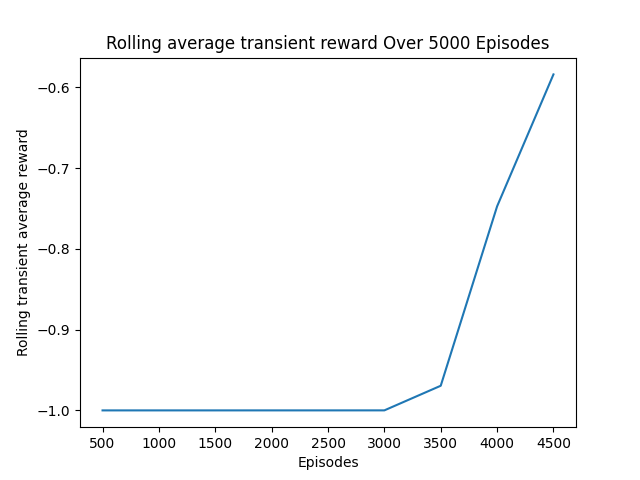 Rolling average transient reward Over 5000 Episodes
Rolling transient average reward
−0.6
−0.7
−0.8
−0.9
−1.0
500 1000 1500 2000 2500 3000 3500 4000 4500
Episodes